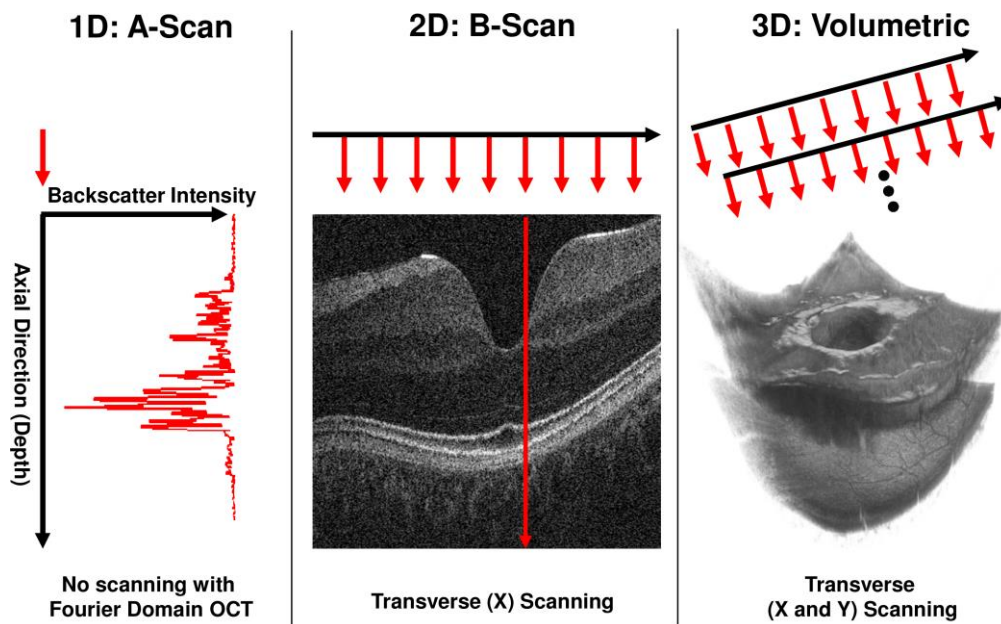 1D: A-Scan
2D: B-Scan
3D: Volumetric
Backscatter Intensity
Axial Direction (Depth)
No scanning with
Fourier Domain OCT
Transverse (X) Scanning
Transverse
(X and Y) Scanning